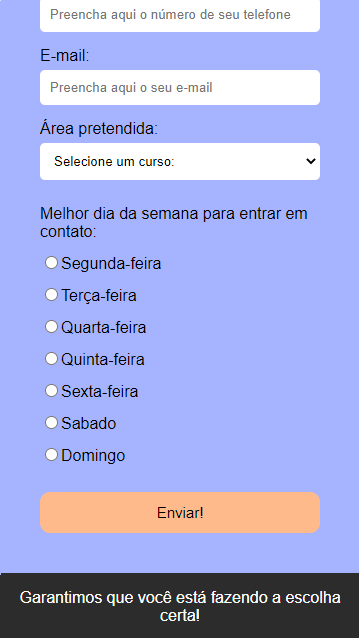 Preencha aqui o número de seu telefone
E-mail:
Preencha aqui o seu e-mail
Área pretendida:
Selecione um curso:
Melhor dia da semana para entrar em
contato:
Segunda-feira
Terça-feira
Quarta-feira
Quinta-feira
Sexta-feira
Sabado
Domingo
Enviar!
Garantimos que você está fazendo a escolha
certa!